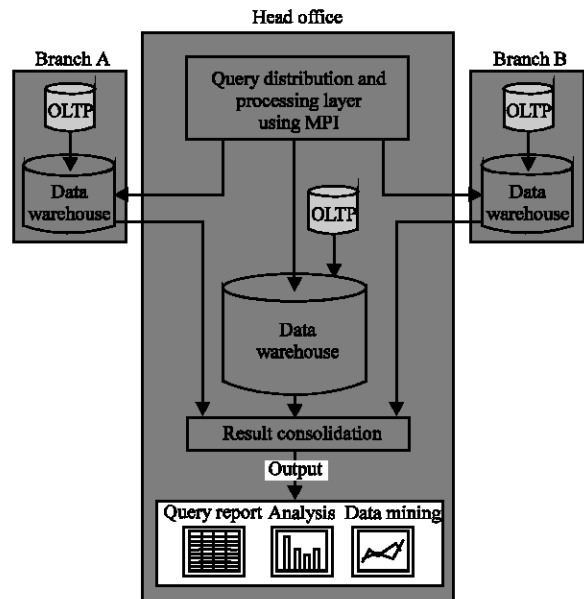 Head office
Branch A
Branch B
Query distribution and
processing layer
using MPI
OLTP
OLTP
Data
warehouse
Data
warehouse
OLTP
Data
warehouse
Result consolidation
Output
Query report
Analysis
Data mining